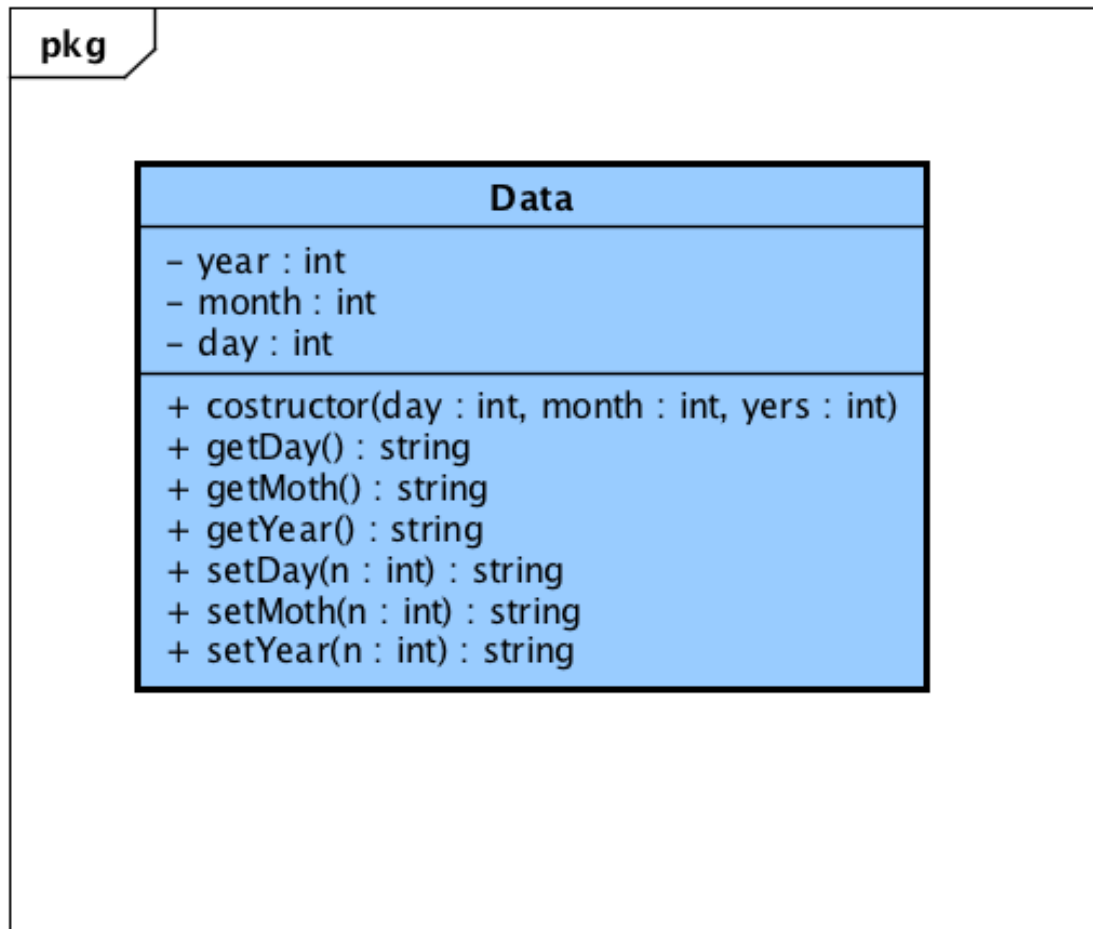 pkg
Data
- year : int
- month : int
- day : int
+ costructor(day : int, month : int, yers : int)
+ getDay() : string
+ getMoth() : string
+ getYear() : string
+ setDay(n : int) : string
+ setMoth(n : int) : string
+ setYear(n : int) : string